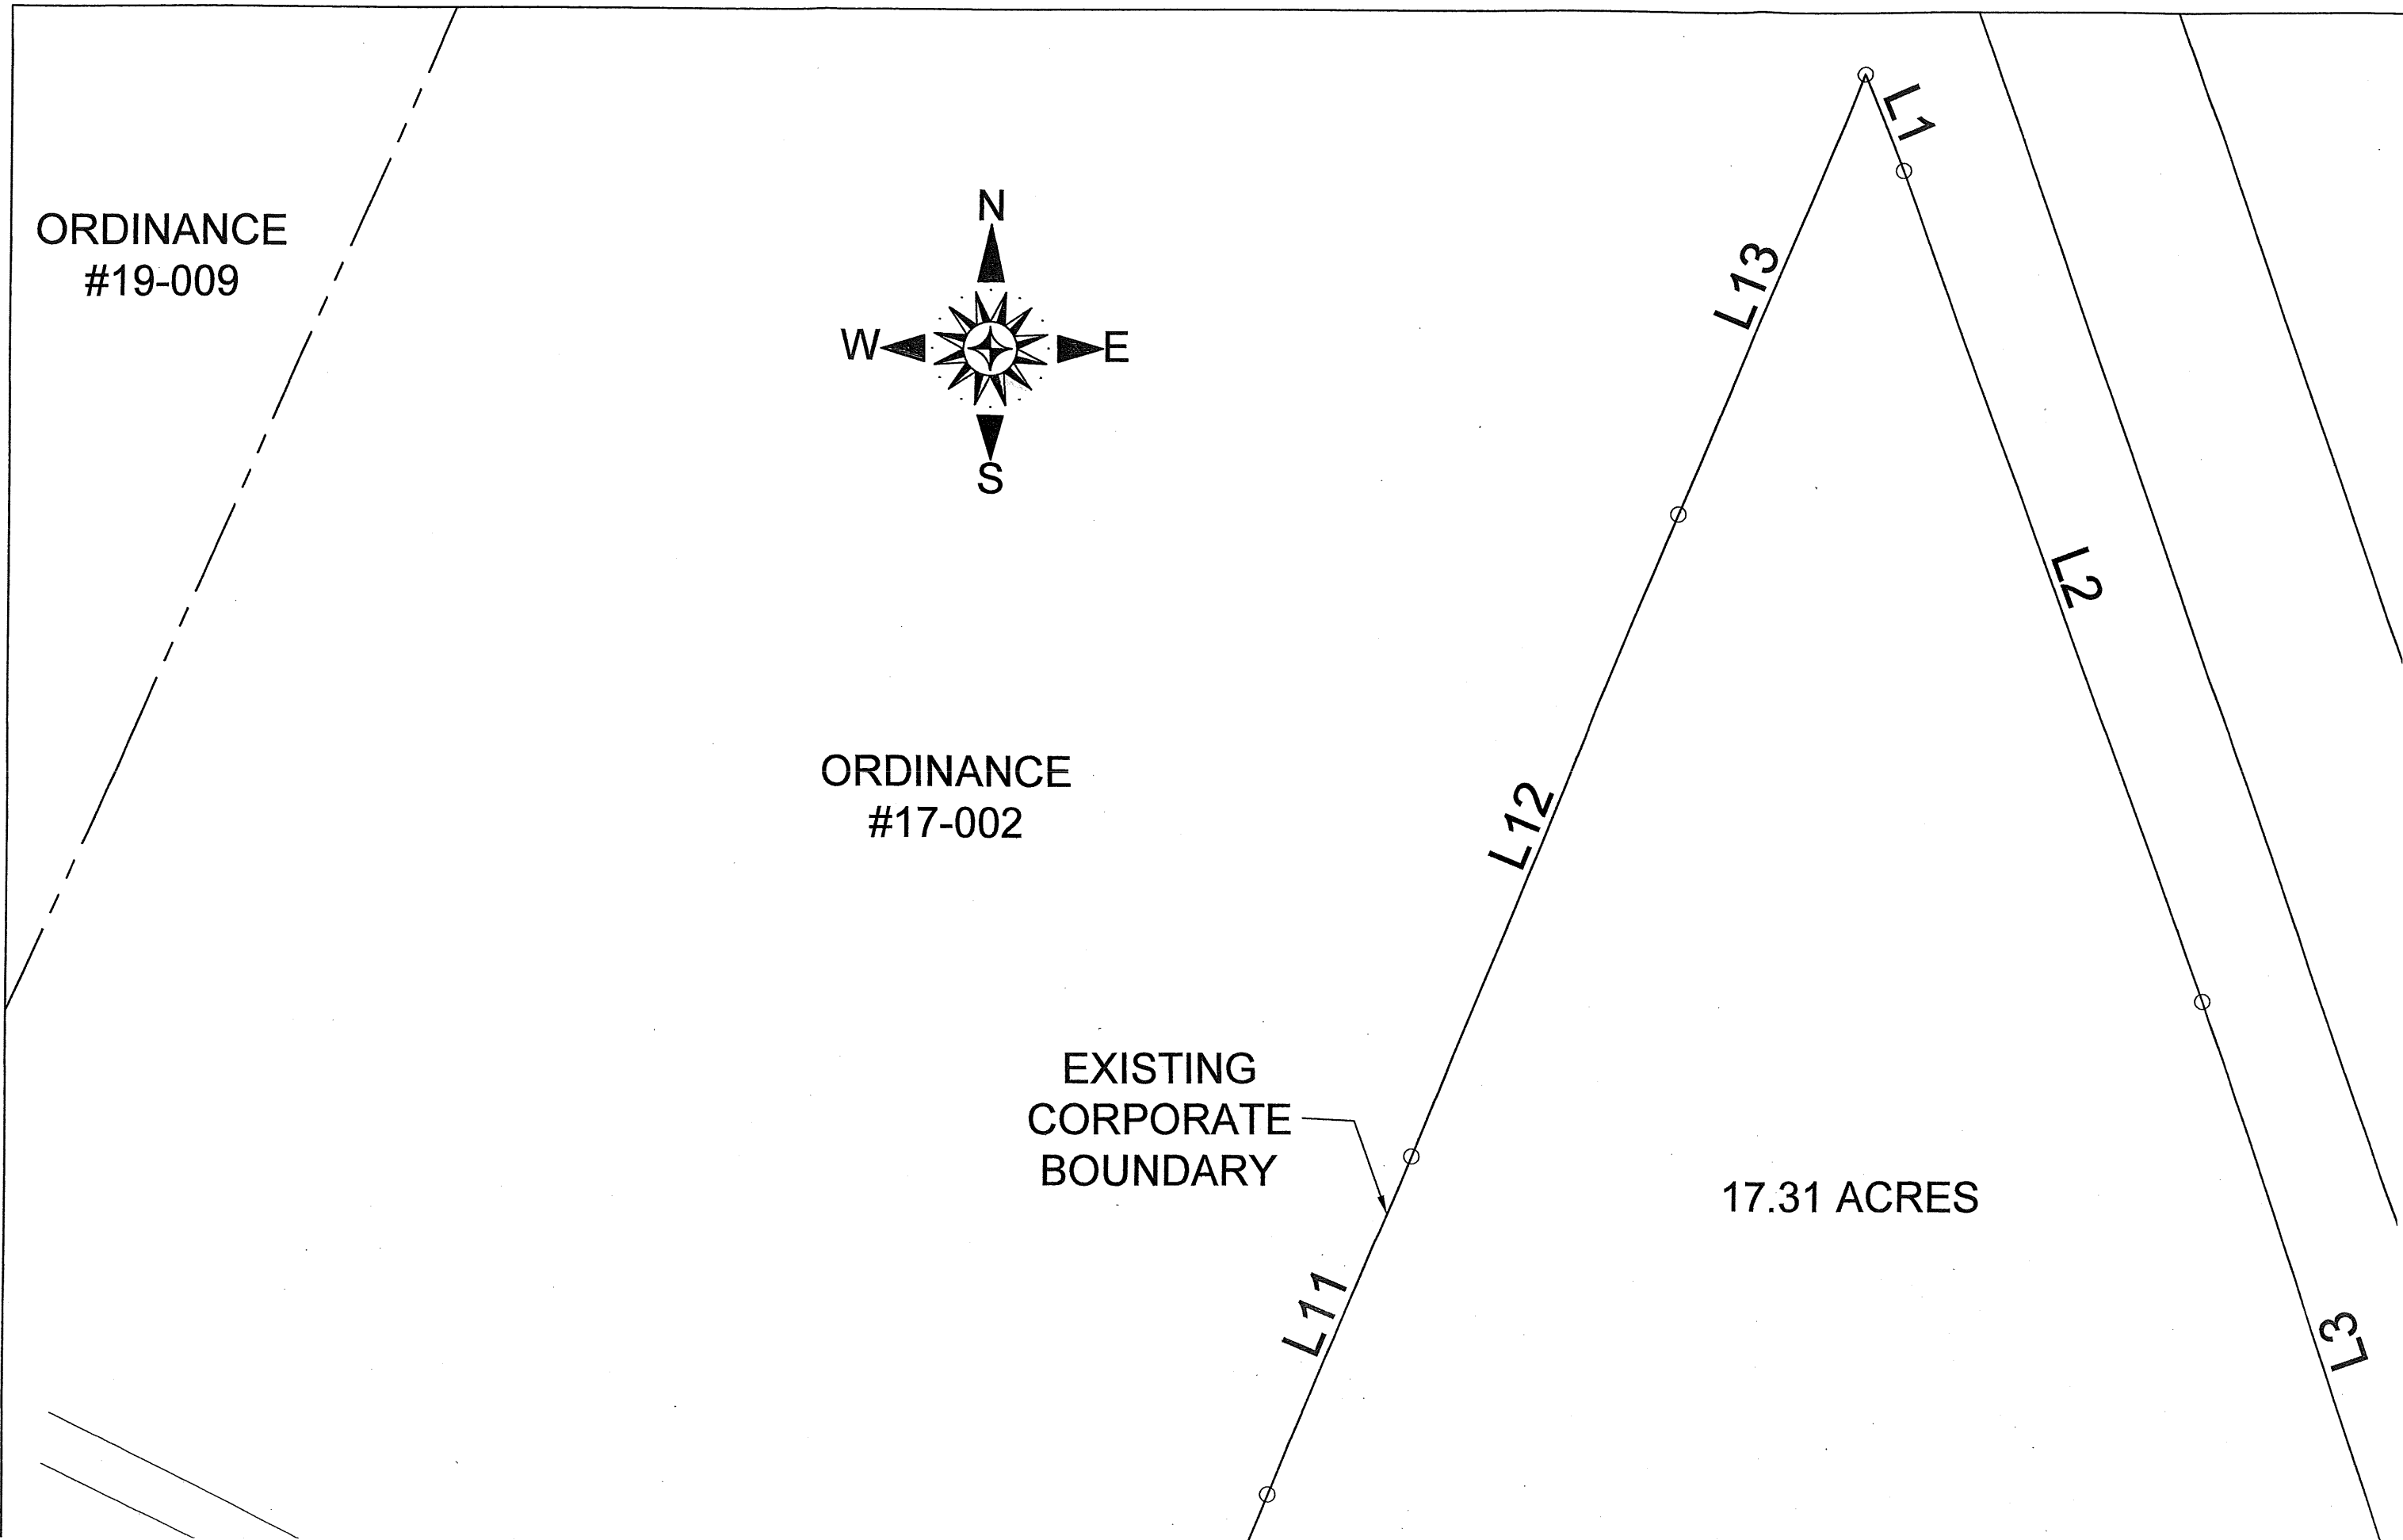 ORDINANCE
#19-009
N
W
E
S
L1
L13
L2
ORDINANCE
#17-002
L12
EXISTING
CORPORATE
BOUNDARY
17.31 ACRES
L11
L3